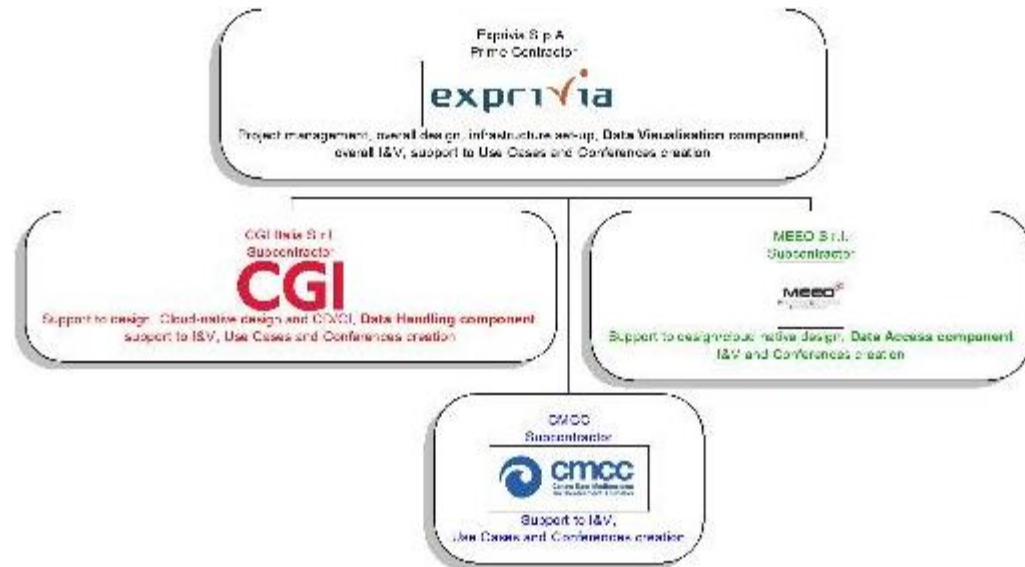 Exprivia S.p.A.
Prime Contractor
exprivia
Project management, overall design, infrastructure set-up, Data Visualisation component,
overall I&V, support to Use Cases and Conferences creation
CGI Italia S.r.l.
Subcontractor
CGI
Support to design, Cloud-native design and CD/CI, Data Handling component
support to I&V, Use Cases and Conferences creation
MEEO S.r.l.
Subcontractor
MEEO
Support to design/cloud native design, Data Access component
I&V and Conferences creation
CMCC
Subcontractor
cmcc
Support to I&V,
Use Cases and Conferences creation